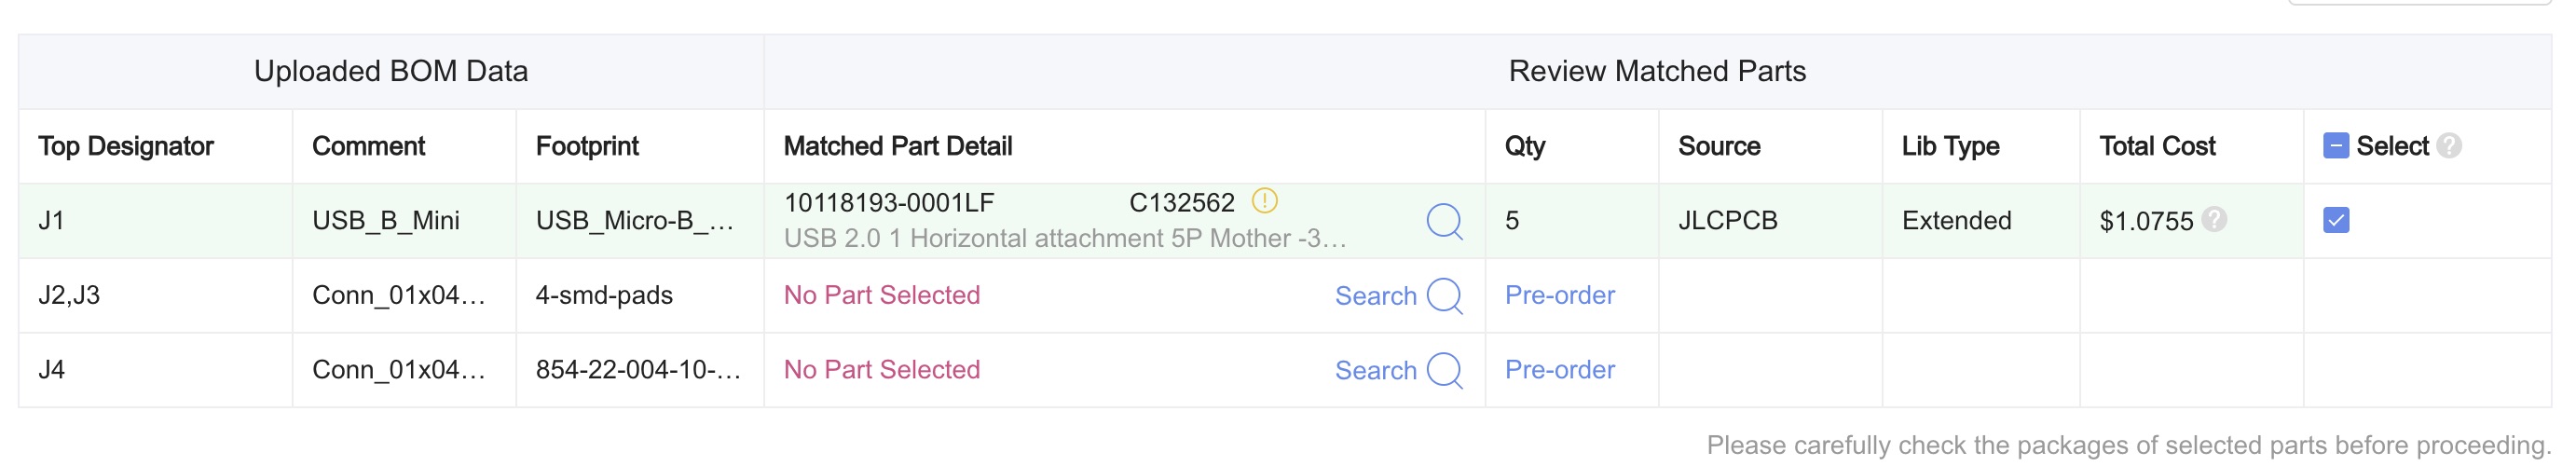 Uploaded BOM Data
Review Matched Parts
Top Designator Comment Footprint Matched Part Detail Qty Source Lib Type Total Cost Select
J1 USB_B_Mini USB_Micro-B_... 10118193-0001LF C132562 5 JLCPCB Extended $1.0755
USB 2.0 1 Horizontal attachment 5P Mother -3...
J2,J3 Conn_01x04... 4-smd-pads No Part Selected Search Pre-order
J4 Conn_01x04... 854-22-004-10-... No Part Selected Search Pre-order
Please carefully check the packages of selected parts before proceeding.